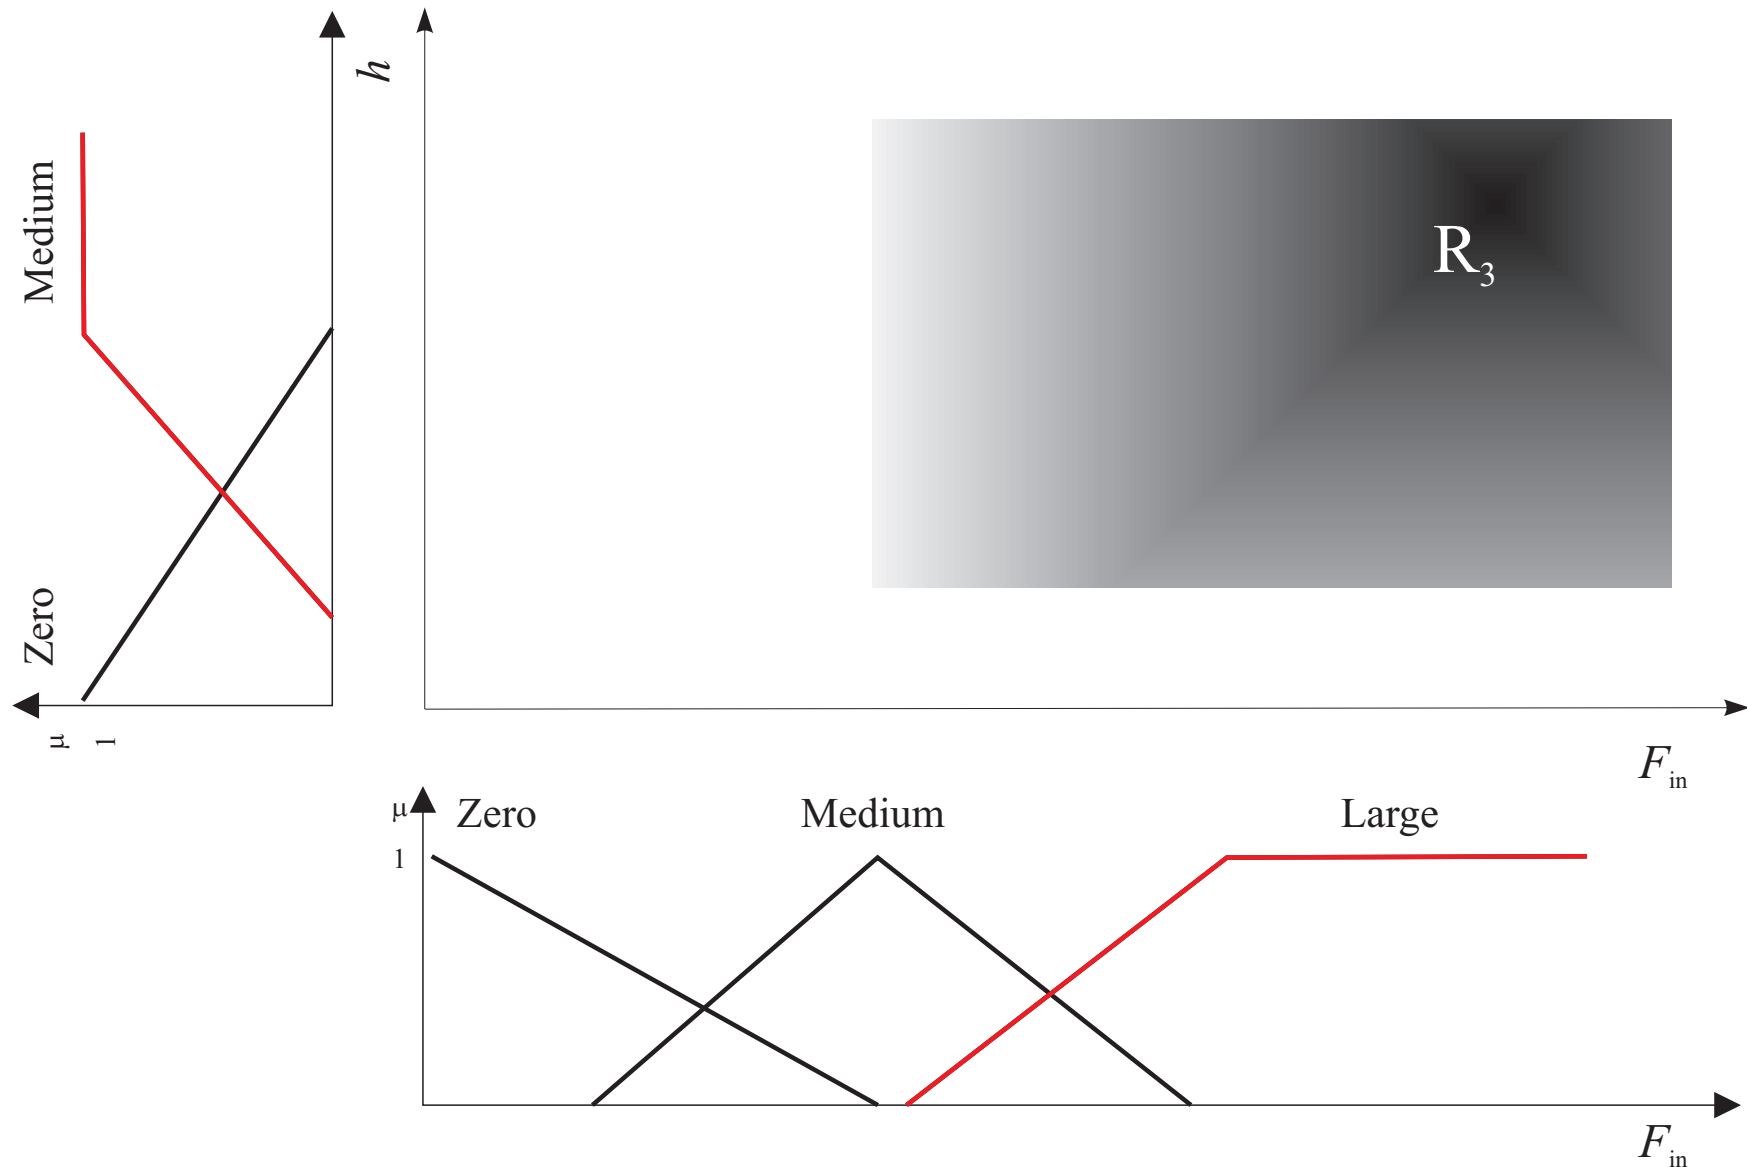 h
Medium
R3
Zero
μ
1
Fin
μ
Zero
Medium
Large
1
Fin